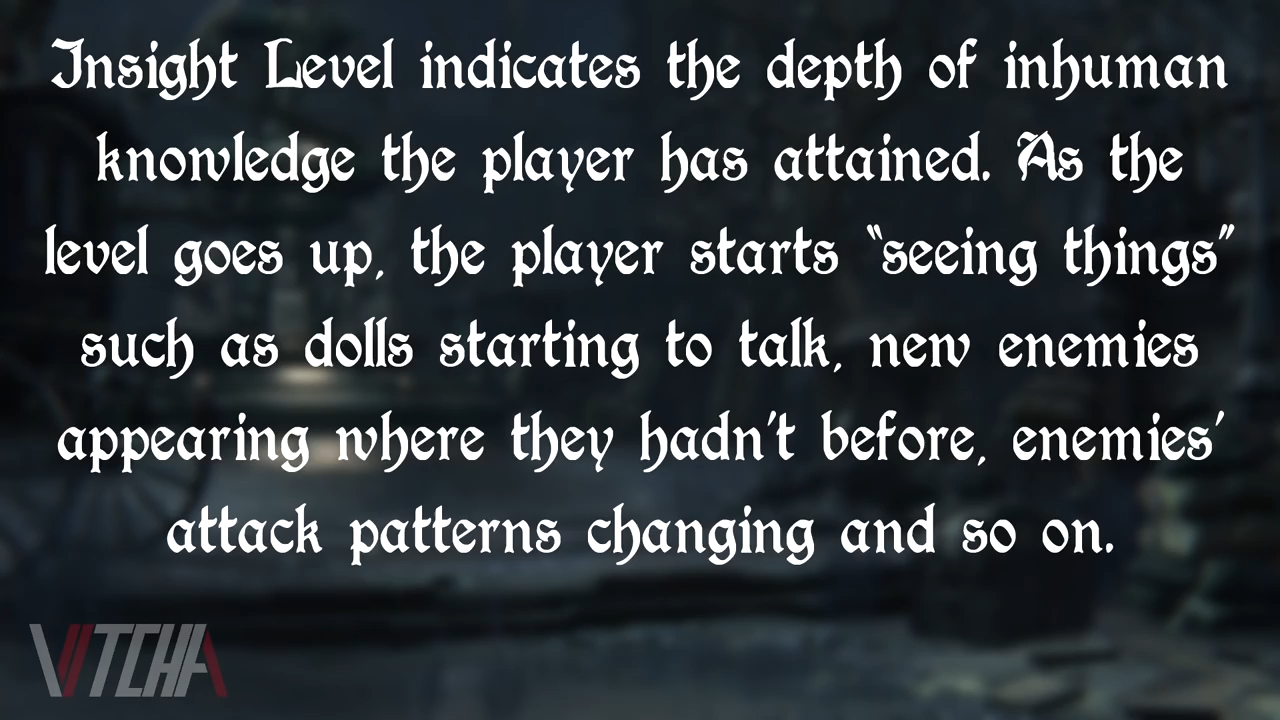 Insight Level indicates the depth of inhuman
knowledge the player has attained. As the
level goes up, the player starts “seeing things”
such as dolls starting to talk, new enemies
appearing where they hadn’t before, enemies’
attack patterns changing and so on.
VITCHA